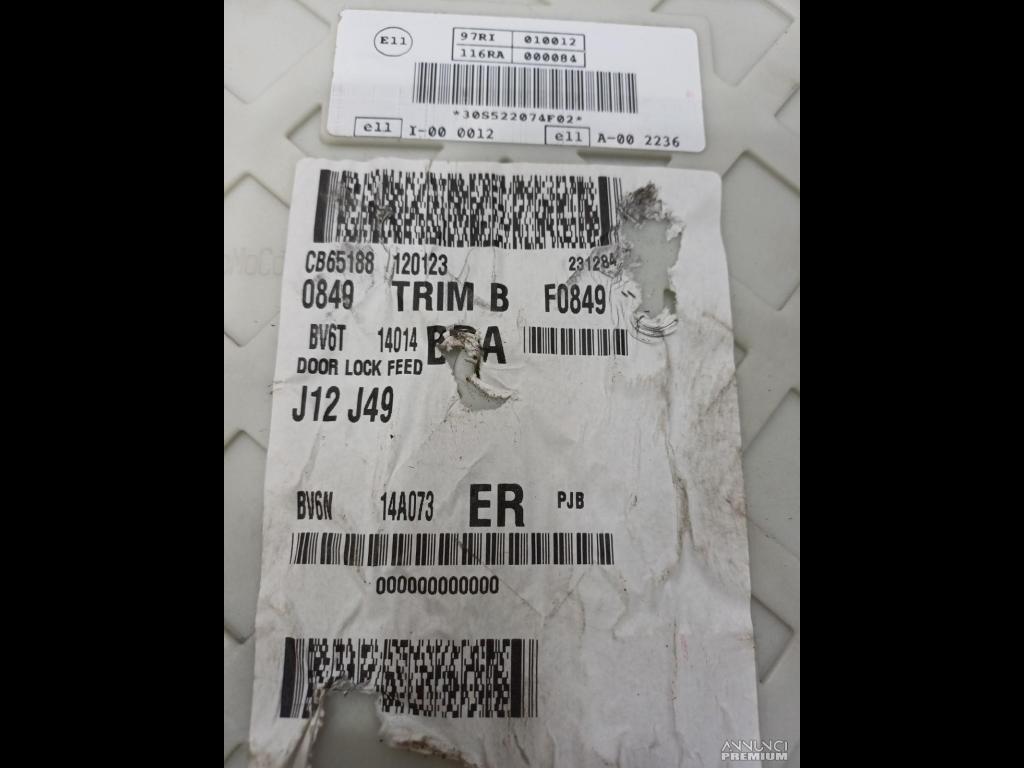 E11
97RI 010012
116RA 000084
*30S522074F02*
e11 I-00 0012 e11 A-00 2236
CB65188 120123 231284
0849 TRIM B F0849
BV6T 14014
DOOR LOCK FEED
J12 J49
BV6N 14A073 ER PJB
000000000000
ANNUNCI
PREMIUM